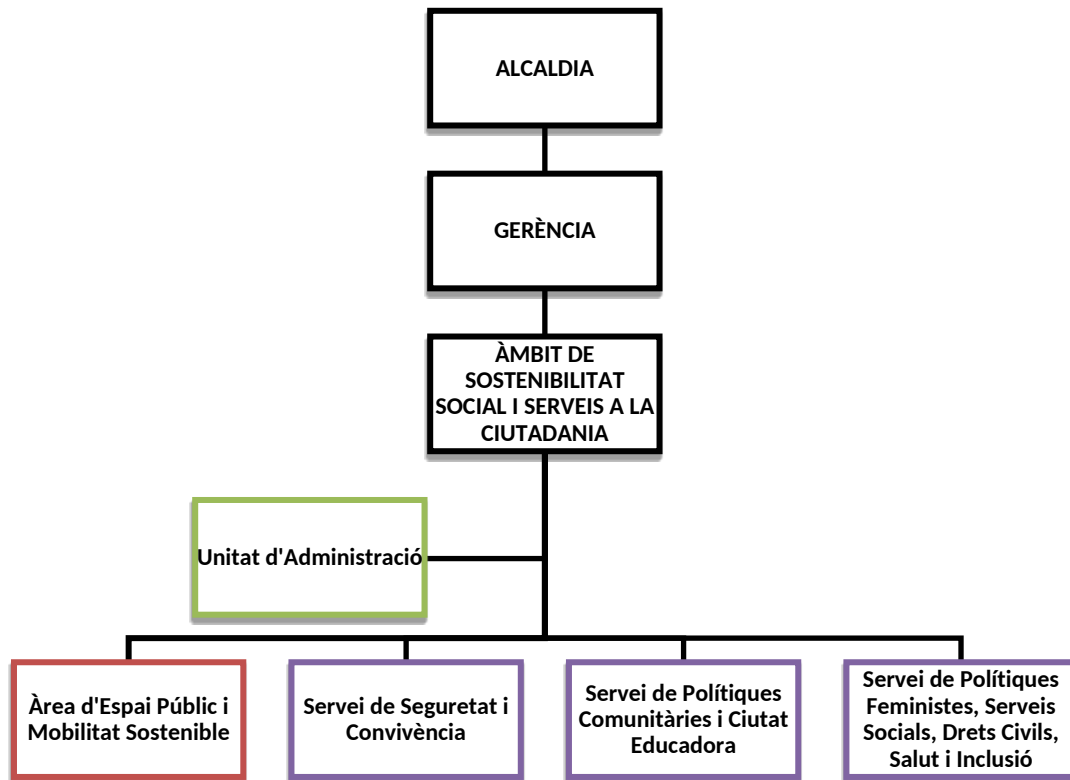 ALCALDIA
GERÈNCIA
ÀMBIT DE
SOSTENIBILITAT
SOCIAL I SERVEIS A LA
CIUTADANIA
Unitat d'Administració
Àrea d'Espai Públic i
Mobilitat Sostenible
Servei de Seguretat i
Convivència
Servei de Polítiques
Comunitàries i Ciutat
Educadora
Servei de Polítiques
Feministes, Serveis
Socials, Drets Civils,
Salut i Inclusió